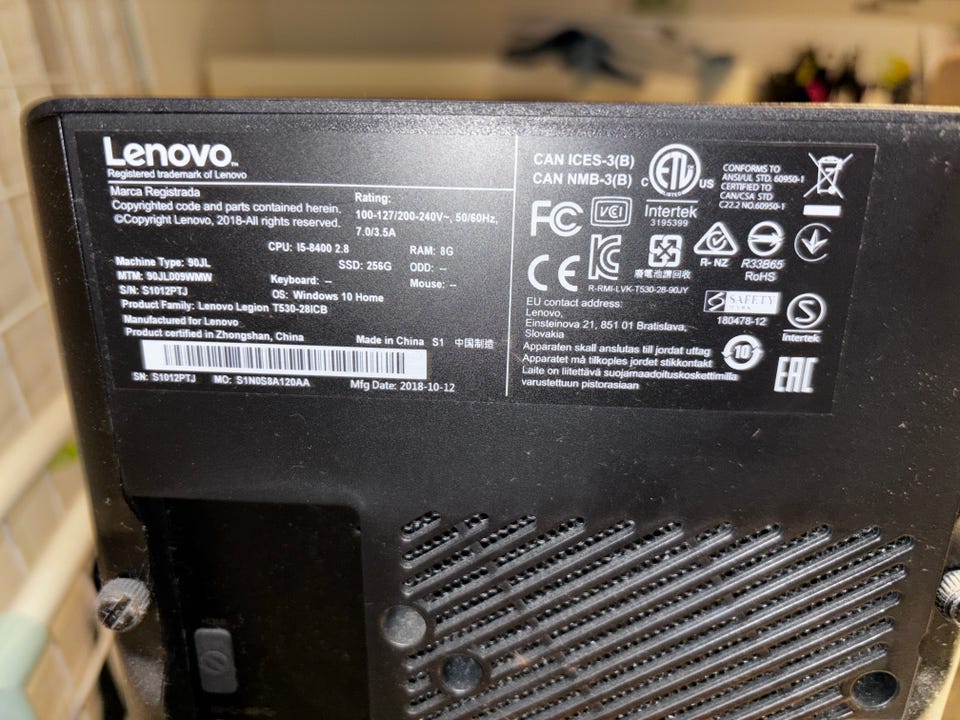 Lenovo™
Registered trademark of Lenovo
Marca Registrada
Copyrighted code and parts contained herein.
©Copyright Lenovo, 2018-All rights reserved.
Rating:
100-127/200-240V~, 50/60Hz,
7.0/3.5A
CPU: I5-8400 2.8
RAM: 8G
Machine Type: 90JL
SSD: 256G
ODD: --
MTM: 90JL009WMW
Keyboard: --
Mouse: --
S/N: S1012PTJ
OS: Windows 10 Home
Product Family: Lenovo Legion T530-28ICB
Manufactured for Lenovo
Product certified in Zhongshan, China
Made in China S1 中国制造
SN: S1012PTJ MO: S1N0S8A120AA Mfg Date: 2018-10-12
CAN ICES-3(B)
CAN NMB-3(B)
C ETL US
LISTED
Intertek
3195399
CONFORMS TO
ANSI/UL STD. 60950-1
CERTIFIED TO
CAN/CSA STD
C22.2 NO.60950-1
FC
VCI
CE
廢電池請回收
R-NZ
R33B65
RoHS
R-RMI-LVK-T530-28-90JY
EU contact address:
Lenovo,
Einsteinova 21, 851 01 Bratislava,
Slovakia
SAFETY
180478-12
S
Intertek
Apparaten skall anslutas till jordat uttag
Apparatet må tilkoples jordet stikkontakt
Laite on liitettävä suojamaadoituskoskettimilla
varustettuun pistorasiaan
10
EAC